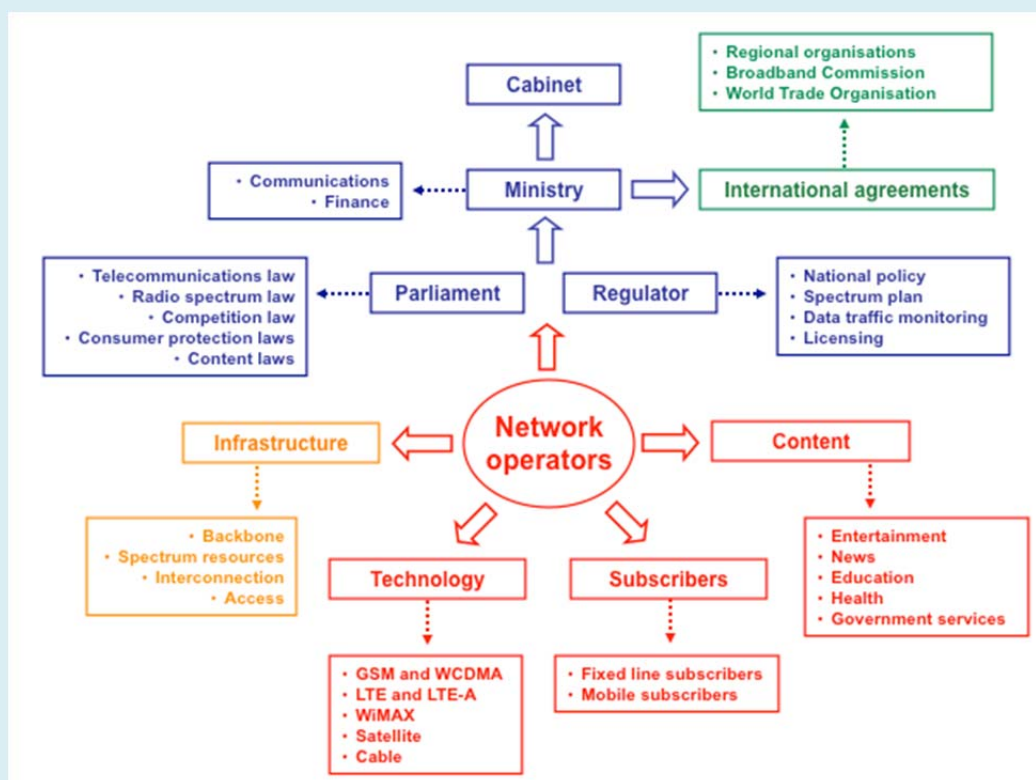 • Regional organisations
• Broadband Commission
• World Trade Organisation
Cabinet
• Communications
• Finance
Ministry
International agreements
• Telecommunications law
• Radio spectrum law
• Competition law
• Consumer protection laws
• Content laws
Parliament
Regulator
• National policy
• Spectrum plan
• Data traffic monitoring
• Licensing
Network
operators
Infrastructure
Content
• Backbone
• Spectrum resources
• Interconnection
• Access
Technology
Subscribers
• Entertainment
• News
• Education
• Health
• Government services
• GSM and WCDMA
• LTE and LTE-A
• WiMAX
• Satellite
• Cable
• Fixed line subscribers
• Mobile subscribers